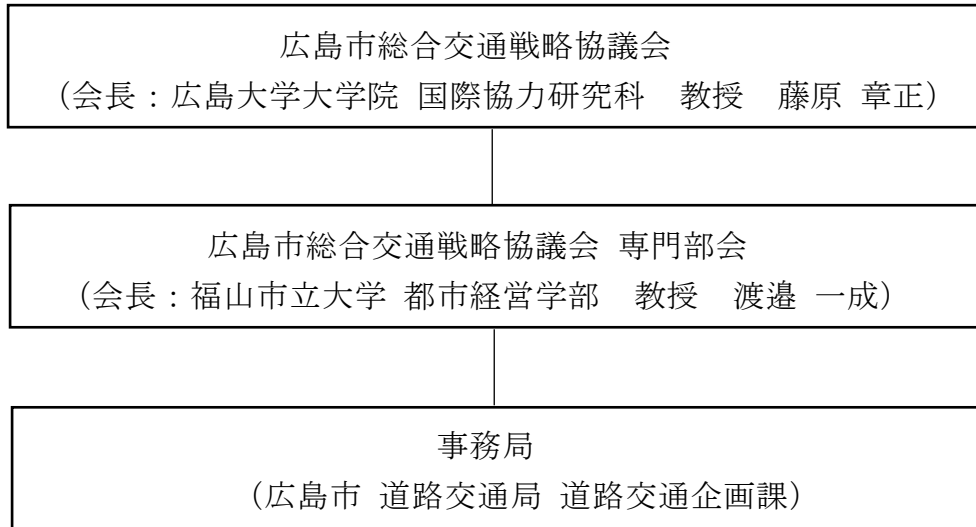 広島市総合交通戦略協議会
（会長：広島大学大学院 国際協力研究科　教授　藤原 章正）
広島市総合交通戦略協議会 専門部会
（会長：福山市立大学 都市経営学部　教授　渡邉 一成）
事務局
（広島市 道路交通局 道路交通企画課）